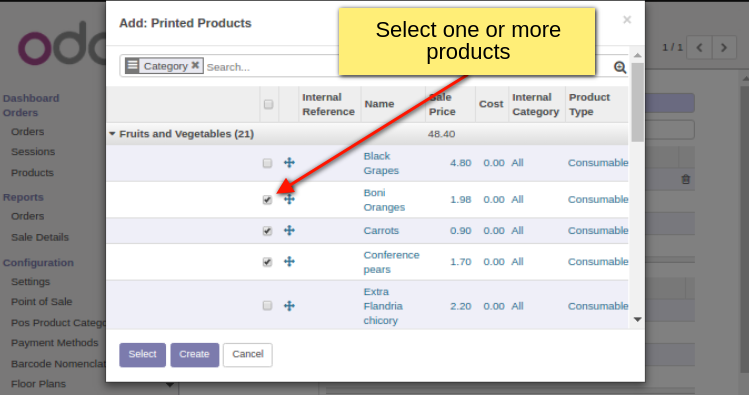 Add: Printed Products
×
Select one or more
products
odo
1 / 1
Category
Search...
Internal Reference
Name
Sale Price
Cost
Internal Category
Product Type
Fruits and Vegetables (21) 48.40
Black Grapes 4.80 0.00 All Consumable
Boni Oranges 1.98 0.00 All Consumable
Carrots 0.90 0.00 All Consumable
Conference pears 1.70 0.00 All Consumable
Extra Flandria chicory 2.20 0.00 All Consumable
Select Create Cancel
Dashboard
Orders
Orders
Sessions
Products
Reports
Orders
Sale Details
Configuration
Settings
Point of Sale
Pos Product Catego
Payment Methods
Barcode Nomenclat
Floor Plans